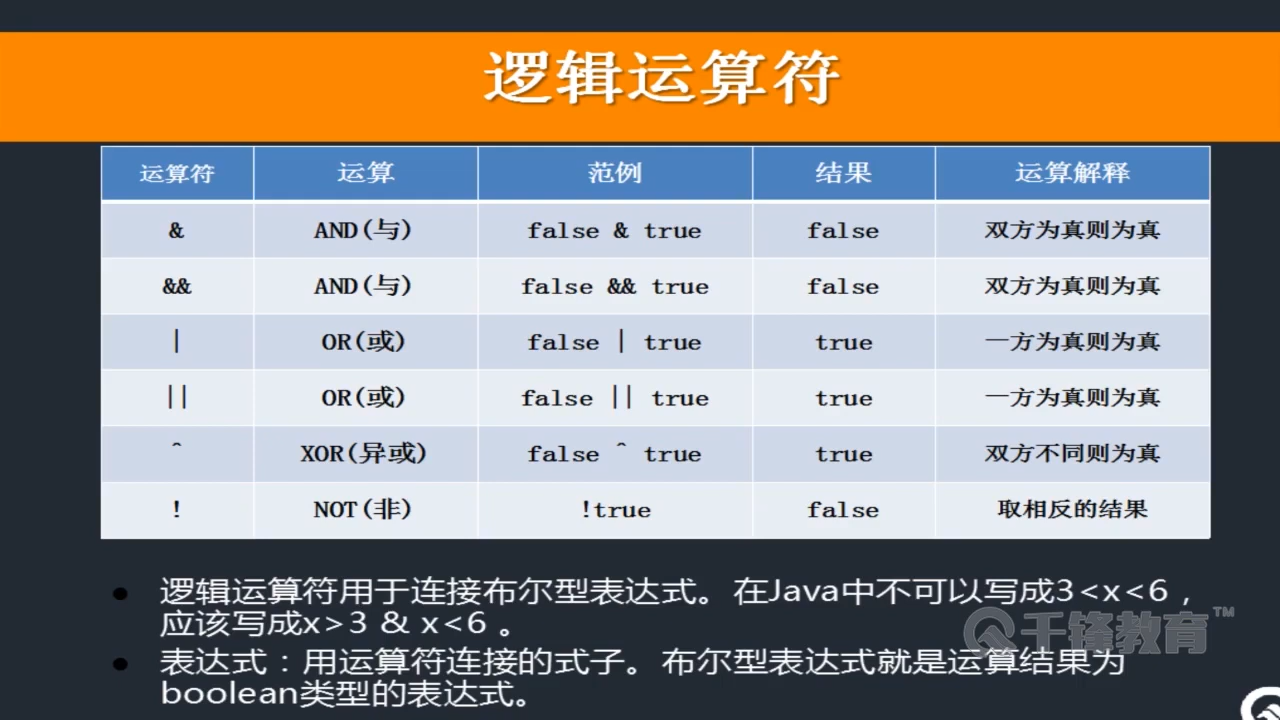 逻辑运算符
运算符 运算 范例 结果 运算解释
& AND(与) false & true false 双方为真则为真
&& AND(与) false && true false 双方为真则为真
| OR(或) false | true true 一方为真则为真
|| OR(或) false || true true 一方为真则为真
^ XOR(异或) false ^ true true 双方不同则为真
! NOT(非) !true false 取相反的结果
逻辑运算符用于连接布尔型表达式。在Java中不可以写成3<x<6，
应该写成x>3 & x<6 。
千锋教育™
表达式：用运算符连接的式子。布尔型表达式就是运算结果为
boolean类型的表达式。